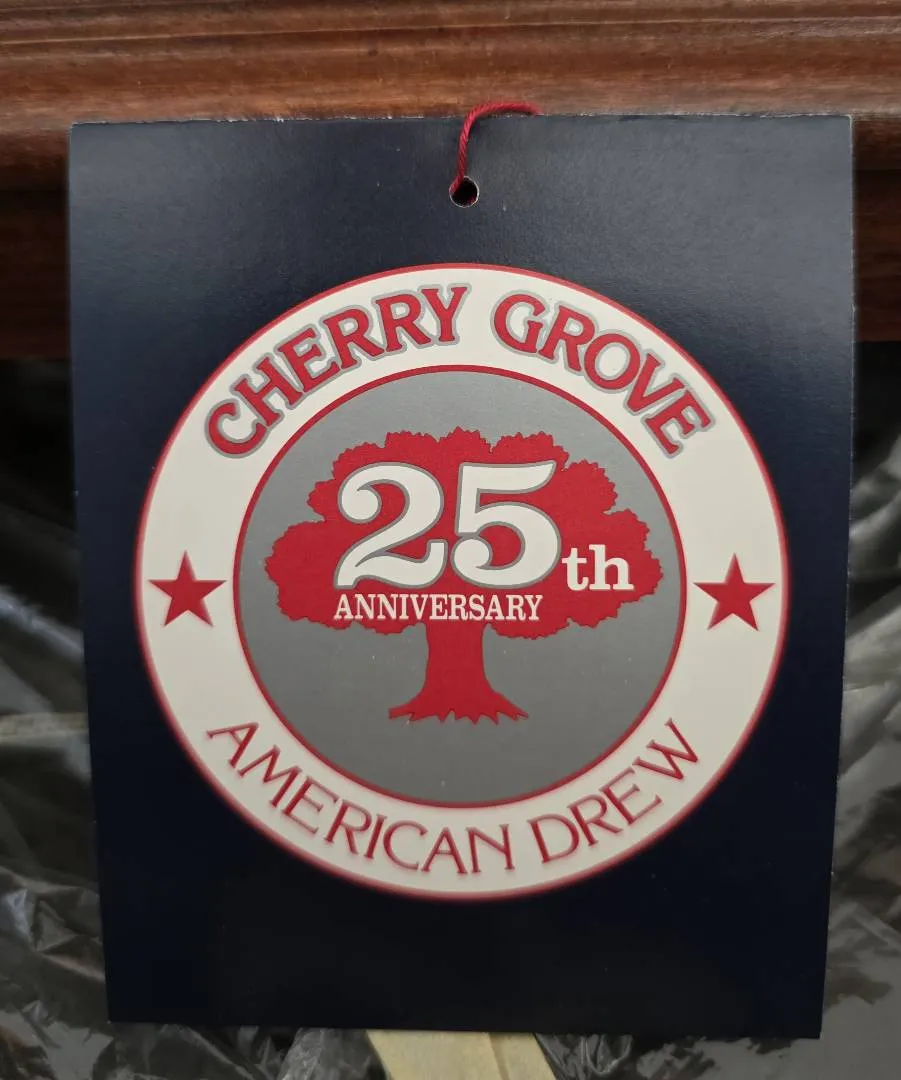 CHERRY GROVE
25th
ANNIVERSARY
AMERICAN DREW